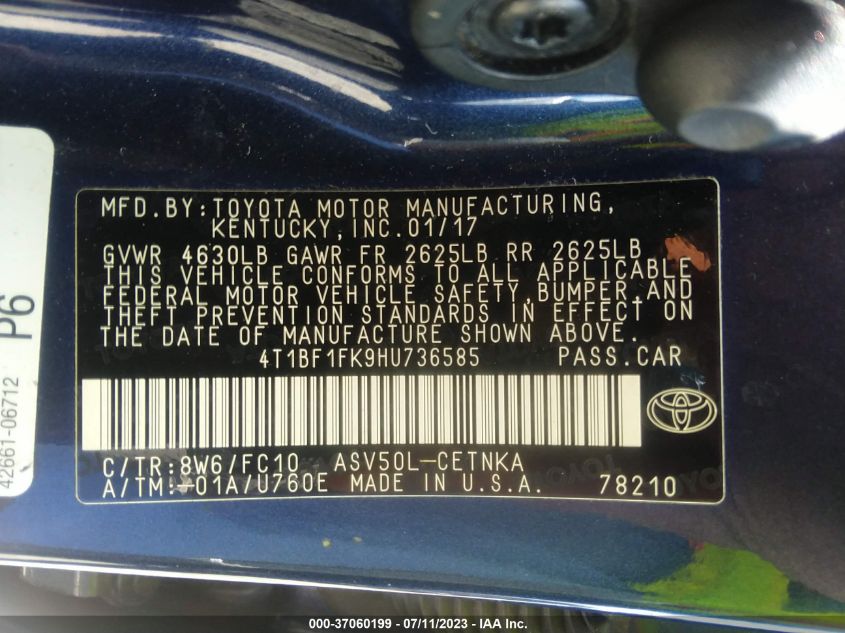 MFD.BY:TOYOTA MOTOR MANUFACTURING,
KENTUCKY,INC.01/17
GVWR 4630LB GAWR FR 2625LB RR 2625LB
THIS VEHICLE CONFORMS TO ALL APPLICABLE
FEDERAL MOTOR VEHICLE SAFETY,BUMPER,AND
THEFT PREVENTION STANDARDS IN EFFECT ON
THE DATE OF MANUFACTURE SHOWN ABOVE.
4T1BF1FK9HU736585 PASS.CAR
C/TR:8W6/FC10 ASV50L-CETNKA
A/TM:-01A/U760E MADE IN U.S.A. 78210
P6
42661-06712
000-37060199 - 07/11/2023 - © IAA Inc.